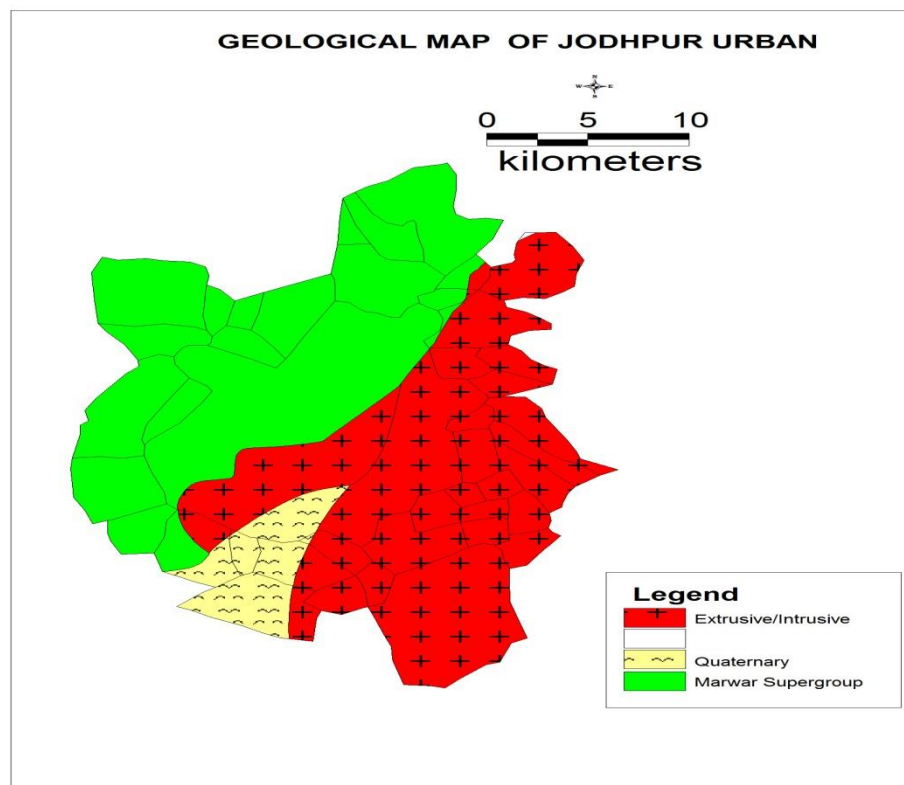 GEOLOGICAL MAP OF JODHPUR URBAN
N
W E
S
0 5 10
kilometers
Legend
Extrusive/Intrusive
Quaternary
Marwar Supergroup